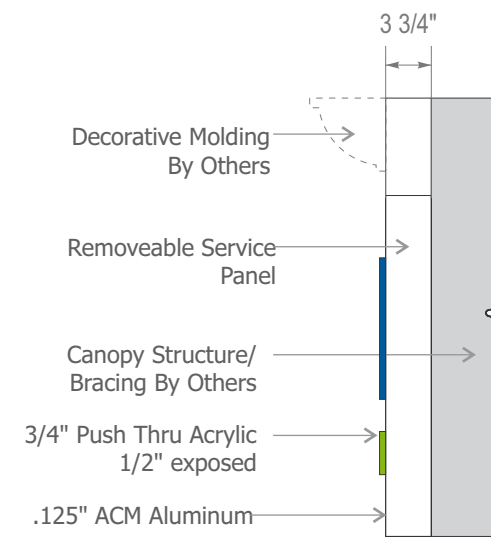 3 3/4"
Decorative Molding
By Others
Removeable Service
Panel
Canopy Structure/
Bracing By Others
3/4" Push Thru Acrylic
1/2" exposed
.125" ACM Aluminum